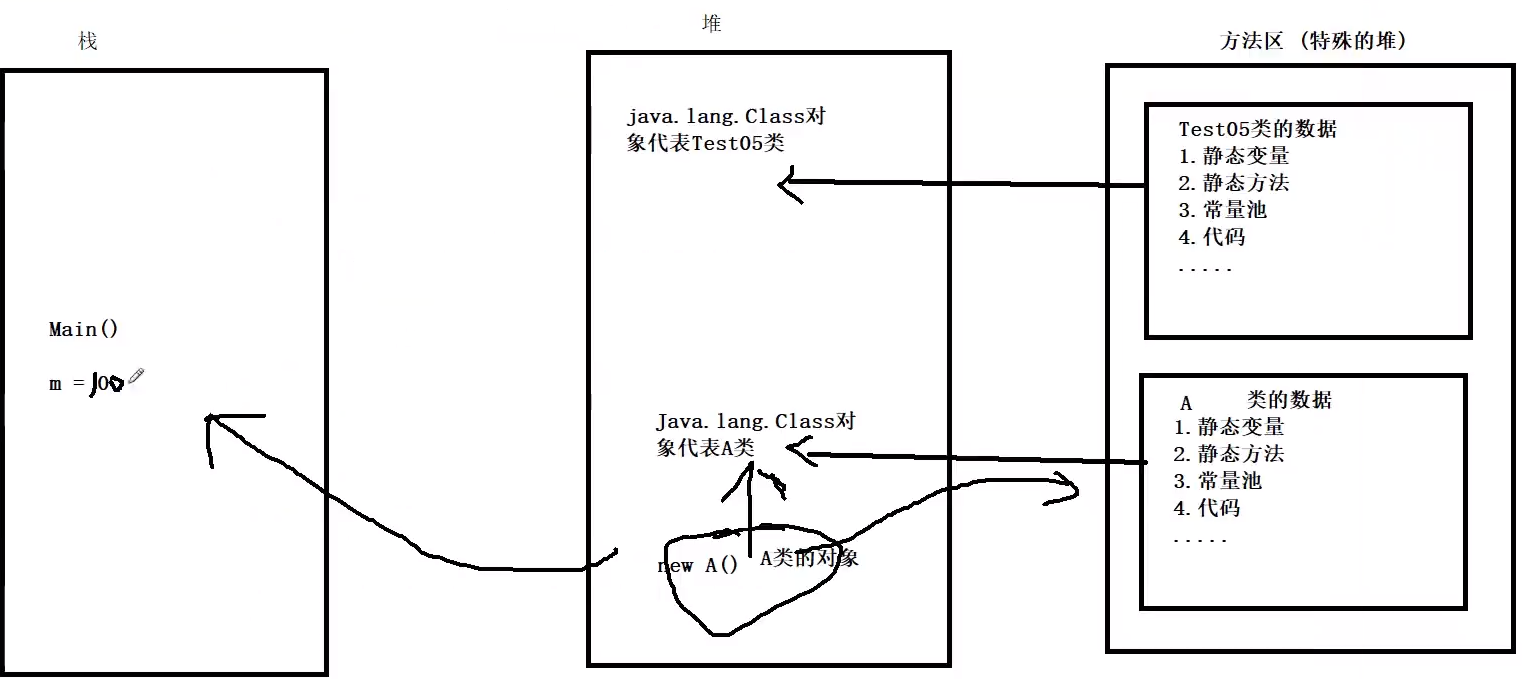 栈
Main()
m = 100
堆
java.lang.Class对
象代表Test05类
Java.lang.Class对
象代表A类
new A()
A类的对象
方法区 (特殊的堆)
Test05类的数据
1. 静态变量
2. 静态方法
3. 常量池
4. 代码
.....
A 类的数据
1. 静态变量
2. 静态方法
3. 常量池
4. 代码
.....